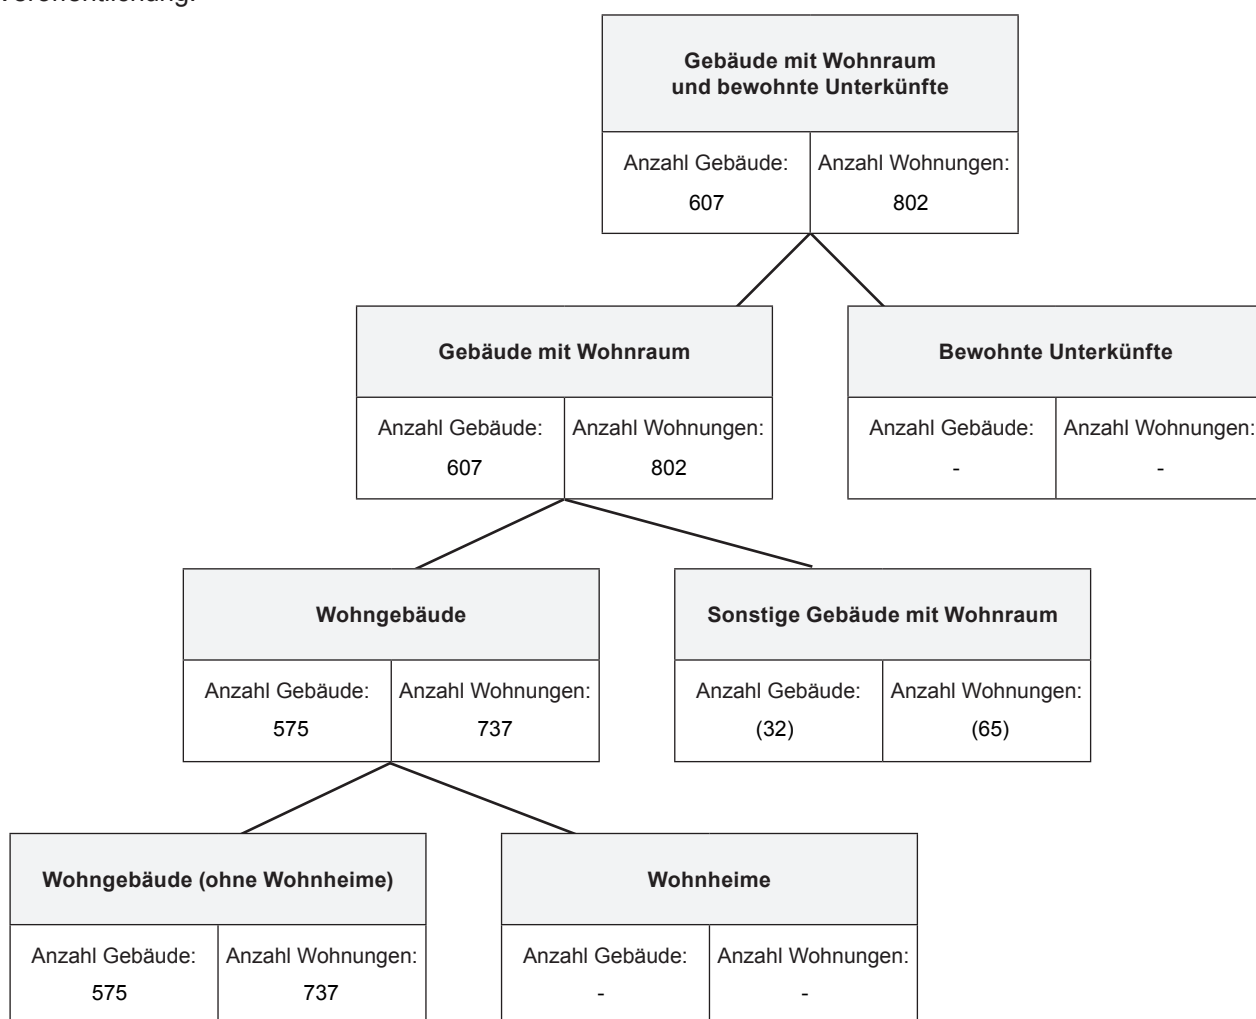 Veröffentlichung.
Gebäude mit Wohnraum
und bewohnte Unterkünfte
Anzahl Gebäude: Anzahl Wohnungen:
607 802
Gebäude mit Wohnraum
Bewohnte Unterkünfte
Anzahl Gebäude: Anzahl Wohnungen:
607 802
Anzahl Gebäude: Anzahl Wohnungen:
- -
Wohngebäude
Sonstige Gebäude mit Wohnraum
Anzahl Gebäude: Anzahl Wohnungen:
575 737
Anzahl Gebäude: Anzahl Wohnungen:
(32) (65)
Wohngebäude (ohne Wohnheime)
Wohnheime
Anzahl Gebäude: Anzahl Wohnungen:
575 737
Anzahl Gebäude: Anzahl Wohnungen:
- -